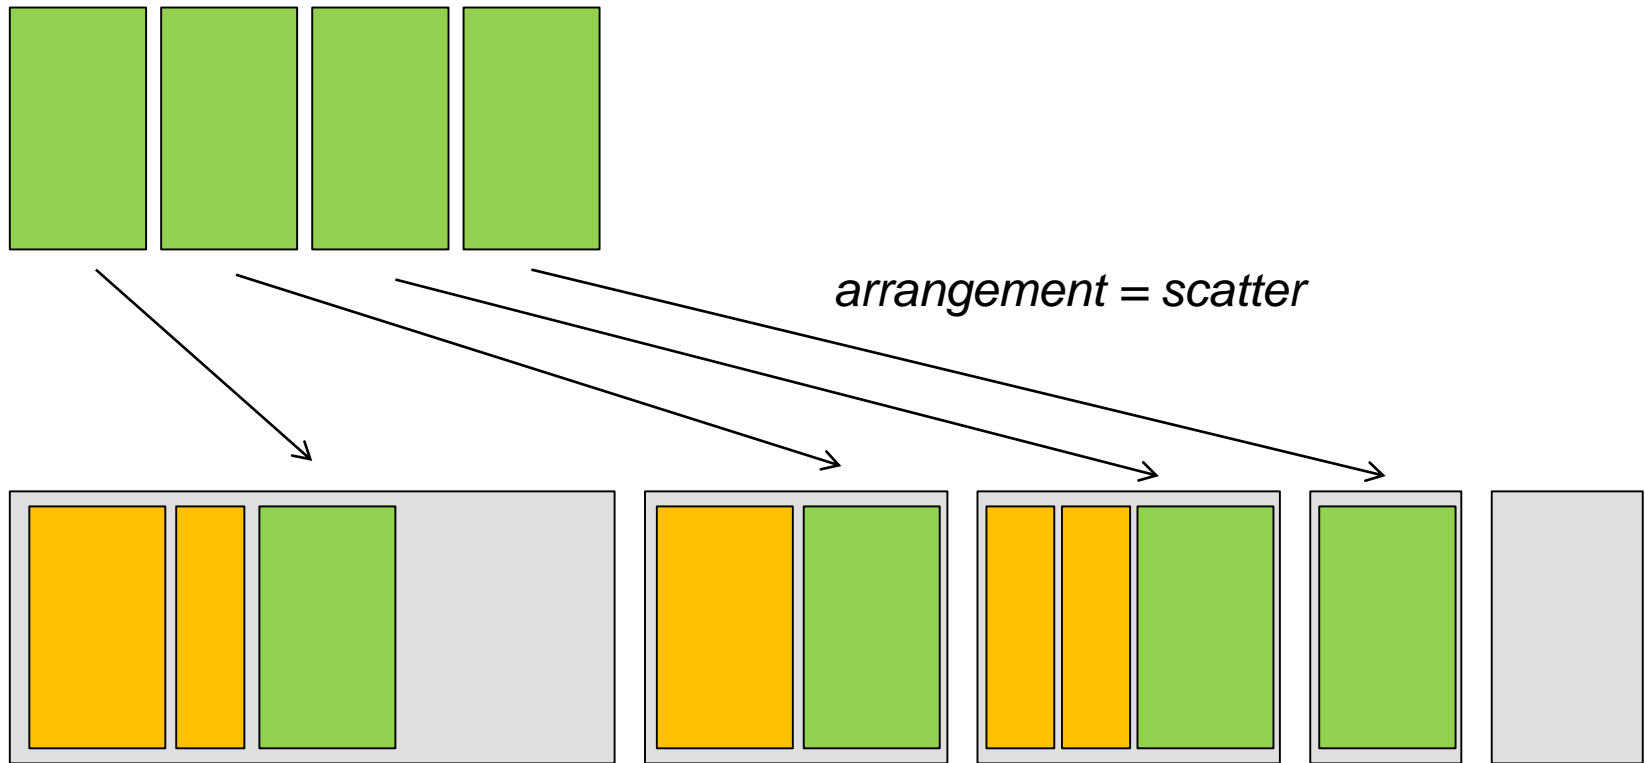 arrangement = scatter